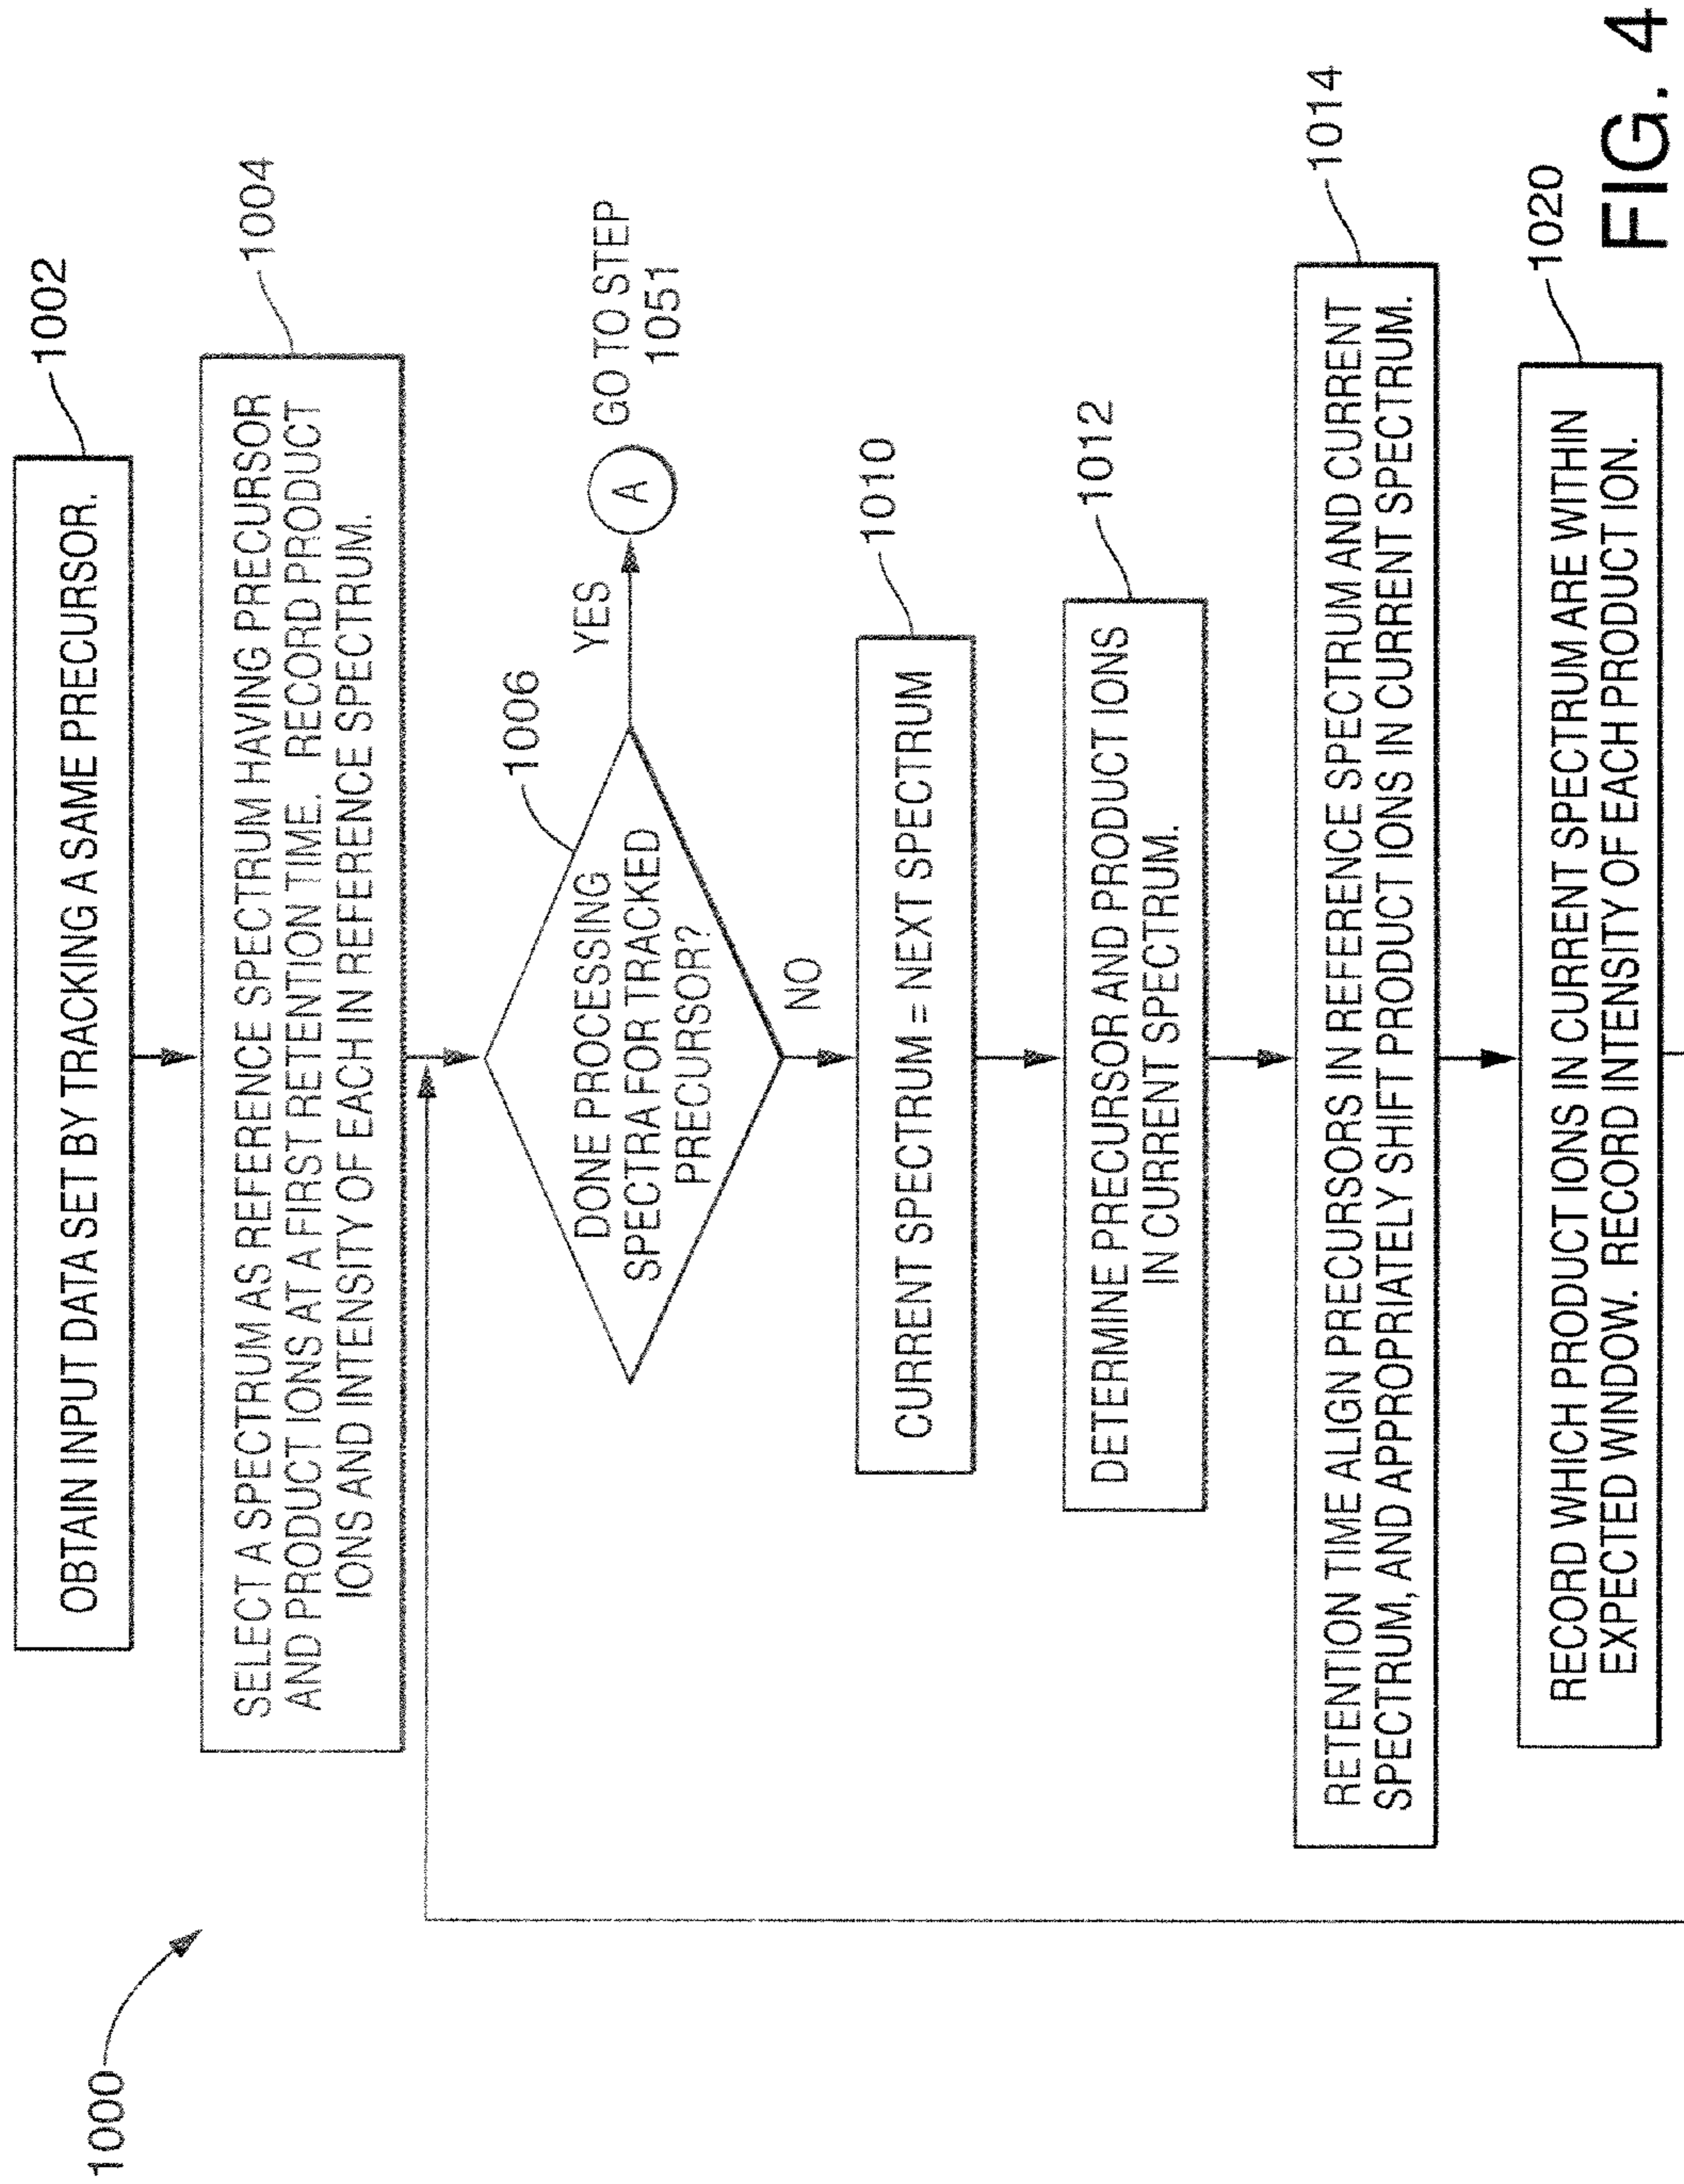 1000
1002
OBTAIN INPUT DATA SET BY TRACKING A SAME PRECURSOR.
1004
SELECT A SPECTRUM AS REFERENCE SPECTRUM HAVING PRECURSOR
AND PRODUCT IONS AT A FIRST RETENTION TIME. RECORD PRODUCT
IONS AND INTENSITY OF EACH IN REFERENCE SPECTRUM.
1006
DONE PROCESSING
SPECTRA FOR TRACKED
PRECURSOR?
YES
A
GO TO STEP
1051
NO
1010
CURRENT SPECTRUM = NEXT SPECTRUM
1012
DETERMINE PRECURSOR AND PRODUCT IONS
IN CURRENT SPECTRUM.
1014
RETENTION TIME ALIGN PRECURSORS IN REFERENCE SPECTRUM AND CURRENT
SPECTRUM, AND APPROPRIATELY SHIFT PRODUCT IONS IN CURRENT SPECTRUM.
1020
RECORD WHICH PRODUCT IONS IN CURRENT SPECTRUM ARE WITHIN
EXPECTED WINDOW. RECORD INTENSITY OF EACH PRODUCT ION.
FIG. 4